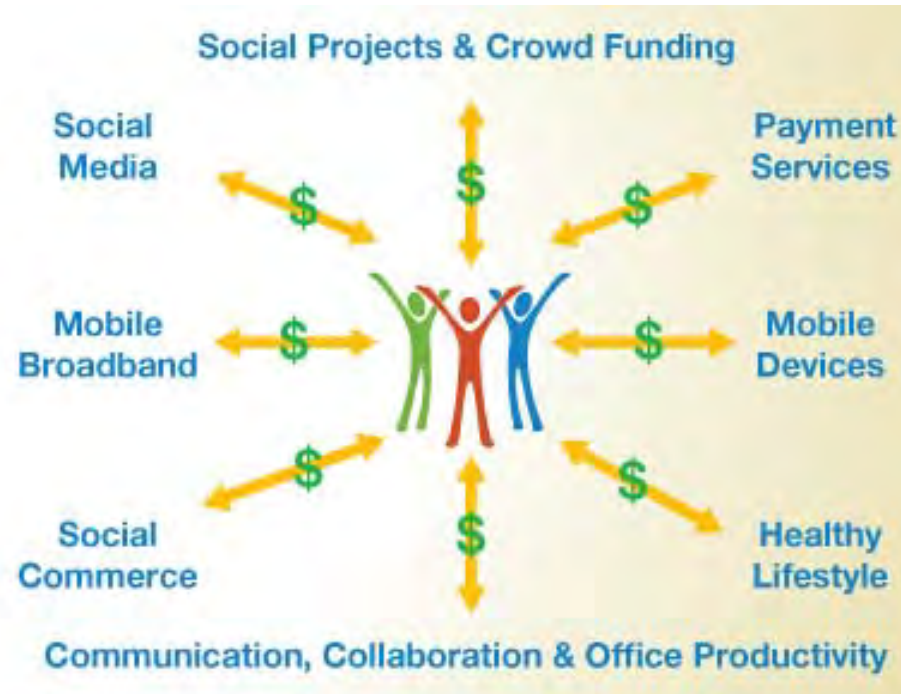 Social Projects & Crowd Funding
Social
Media
Payment
Services
$
$
$
Mobile
Broadband
$
$
Mobile
Devices
$
$
$
Social
Commerce
Healthy
Lifestyle
Communication, Collaboration & Office Productivity